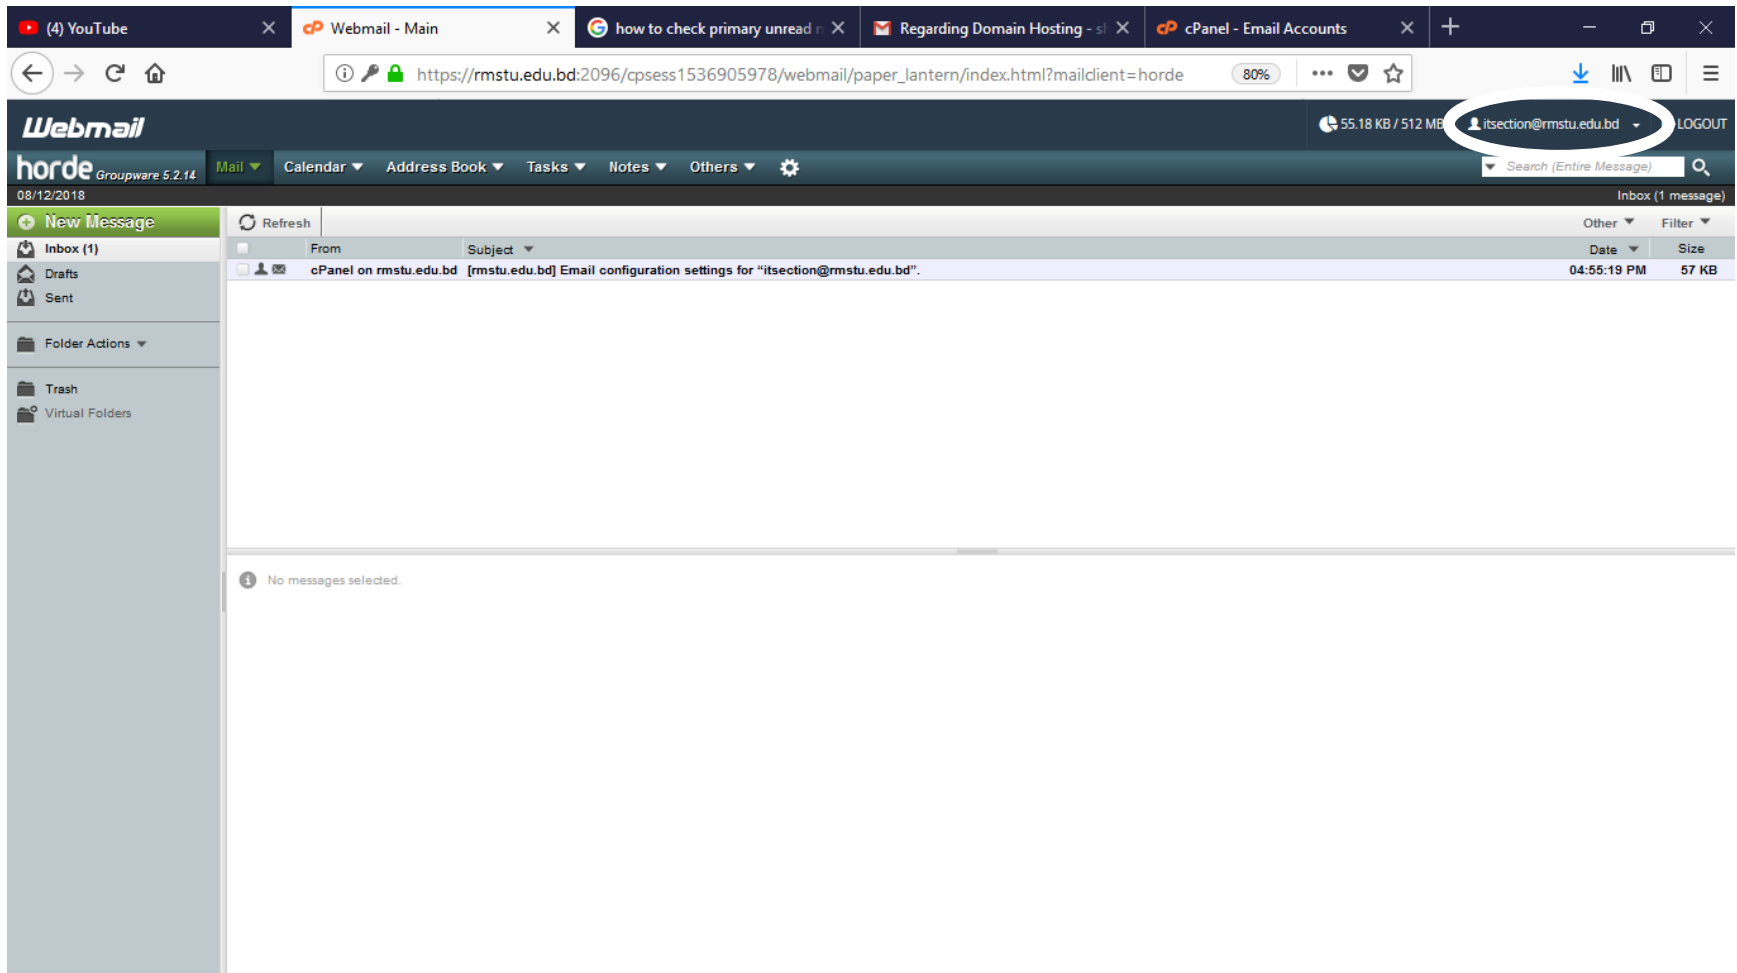 (4) YouTube
Webmail - Main
how to check primary unread
Regarding Domain Hosting - sl
cPanel - Email Accounts
https://rmstu.edu.bd:2096/cpsess1536905978/webmail/paper_lantern/index.html?mailclient=horde
80%
Webmail
55.18 KB / 512 MB
itsection@rmstu.edu.bd
LOGOUT
horde Groupware 5.2.14
Mail
Calendar
Address Book
Tasks
Notes
Others
Search (Entire Message)
08/12/2018
Inbox (1 message)
New Message
Refresh
Other
Filter
Inbox (1)
From
Subject
Date
Size
cPanel on rmstu.edu.bd
[rmstu.edu.bd] Email configuration settings for “itsection@rmstu.edu.bd”.
04:55:19 PM
57 KB
Drafts
Sent
Folder Actions
Trash
Virtual Folders
No messages selected.